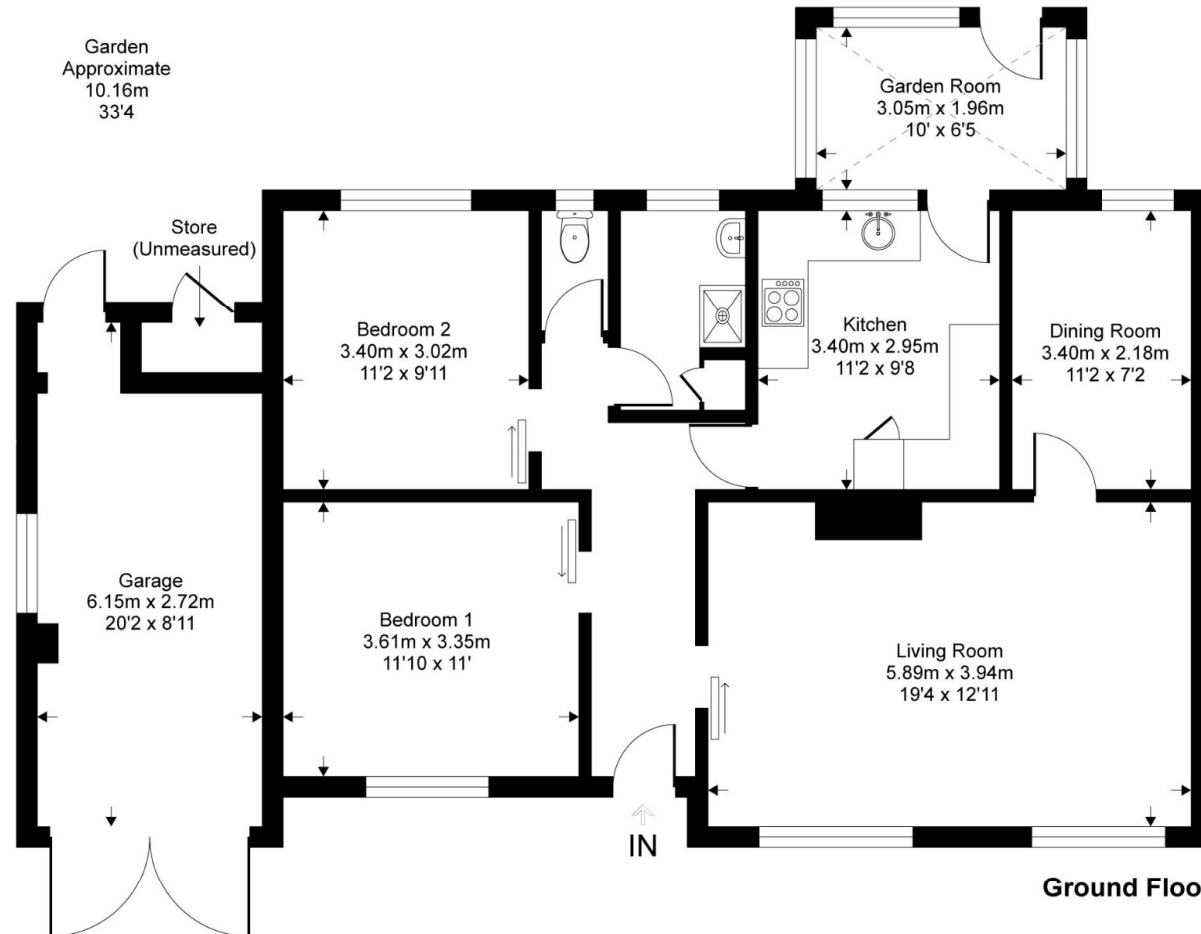 Garden
Approximate
10.16m
33'4
Garden Room
3.05m x 1.96m
10' x 6'5
Store
(Unmeasured)
Bedroom 2
3.40m x 3.02m
11'2 x 9'11
Kitchen
3.40m x 2.95m
11'2 x 9'8
Dining Room
3.40m x 2.18m
11'2 x 7'2
Garage
6.15m x 2.72m
20'2 x 8'11
Bedroom 1
3.61m x 3.35m
11'10 x 11'
Living Room
5.89m x 3.94m
19'4 x 12'11
IN
Ground Floo